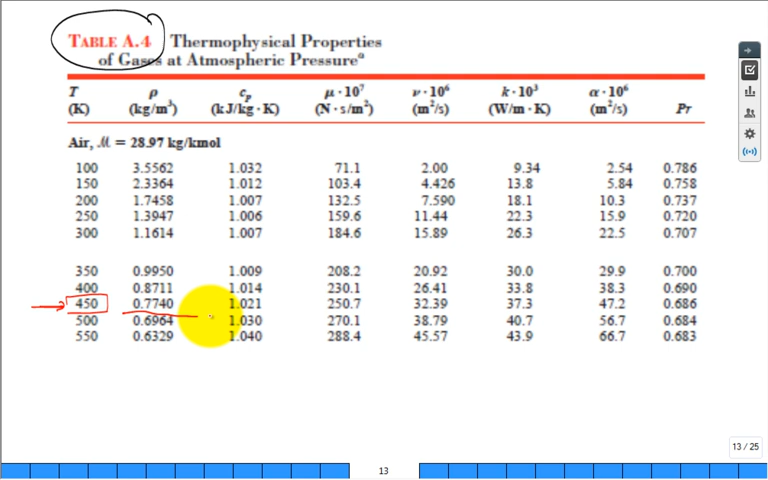 TABLE A.4 Thermophysical Properties
of Gases at Atmospheric Pressureᵃ
T ρ cp μ · 10⁷ ν · 10⁶ k · 10³ α · 10⁶
(K) (kg/m³) (kJ/kg · K) (N · s/m²) (m²/s) (W/m · K) (m²/s) Pr
Air, ℳ = 28.97 kg/kmol
100 3.5562 1.032 71.1 2.00 9.34 2.54 0.786
150 2.3364 1.012 103.4 4.426 13.8 5.84 0.758
200 1.7458 1.007 132.5 7.590 18.1 10.3 0.737
250 1.3947 1.006 159.6 11.44 22.3 15.9 0.720
300 1.1614 1.007 184.6 15.89 26.3 22.5 0.707
350 0.9950 1.009 208.2 20.92 30.0 29.9 0.700
400 0.8711 1.014 230.1 26.41 33.8 38.3 0.690
450 0.7740 1.021 250.7 32.39 37.3 47.2 0.686
500 0.6964 1.030 270.1 38.79 40.7 56.7 0.684
550 0.6329 1.040 288.4 45.57 43.9 66.7 0.683
13 / 25
13